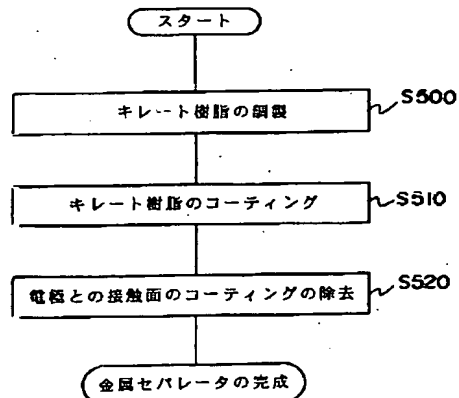 スタート
キレート樹脂の調製
S500
キレート樹脂のコーティング
S510
電極との接触面のコーティングの除去
S520
金属セパレータの完成